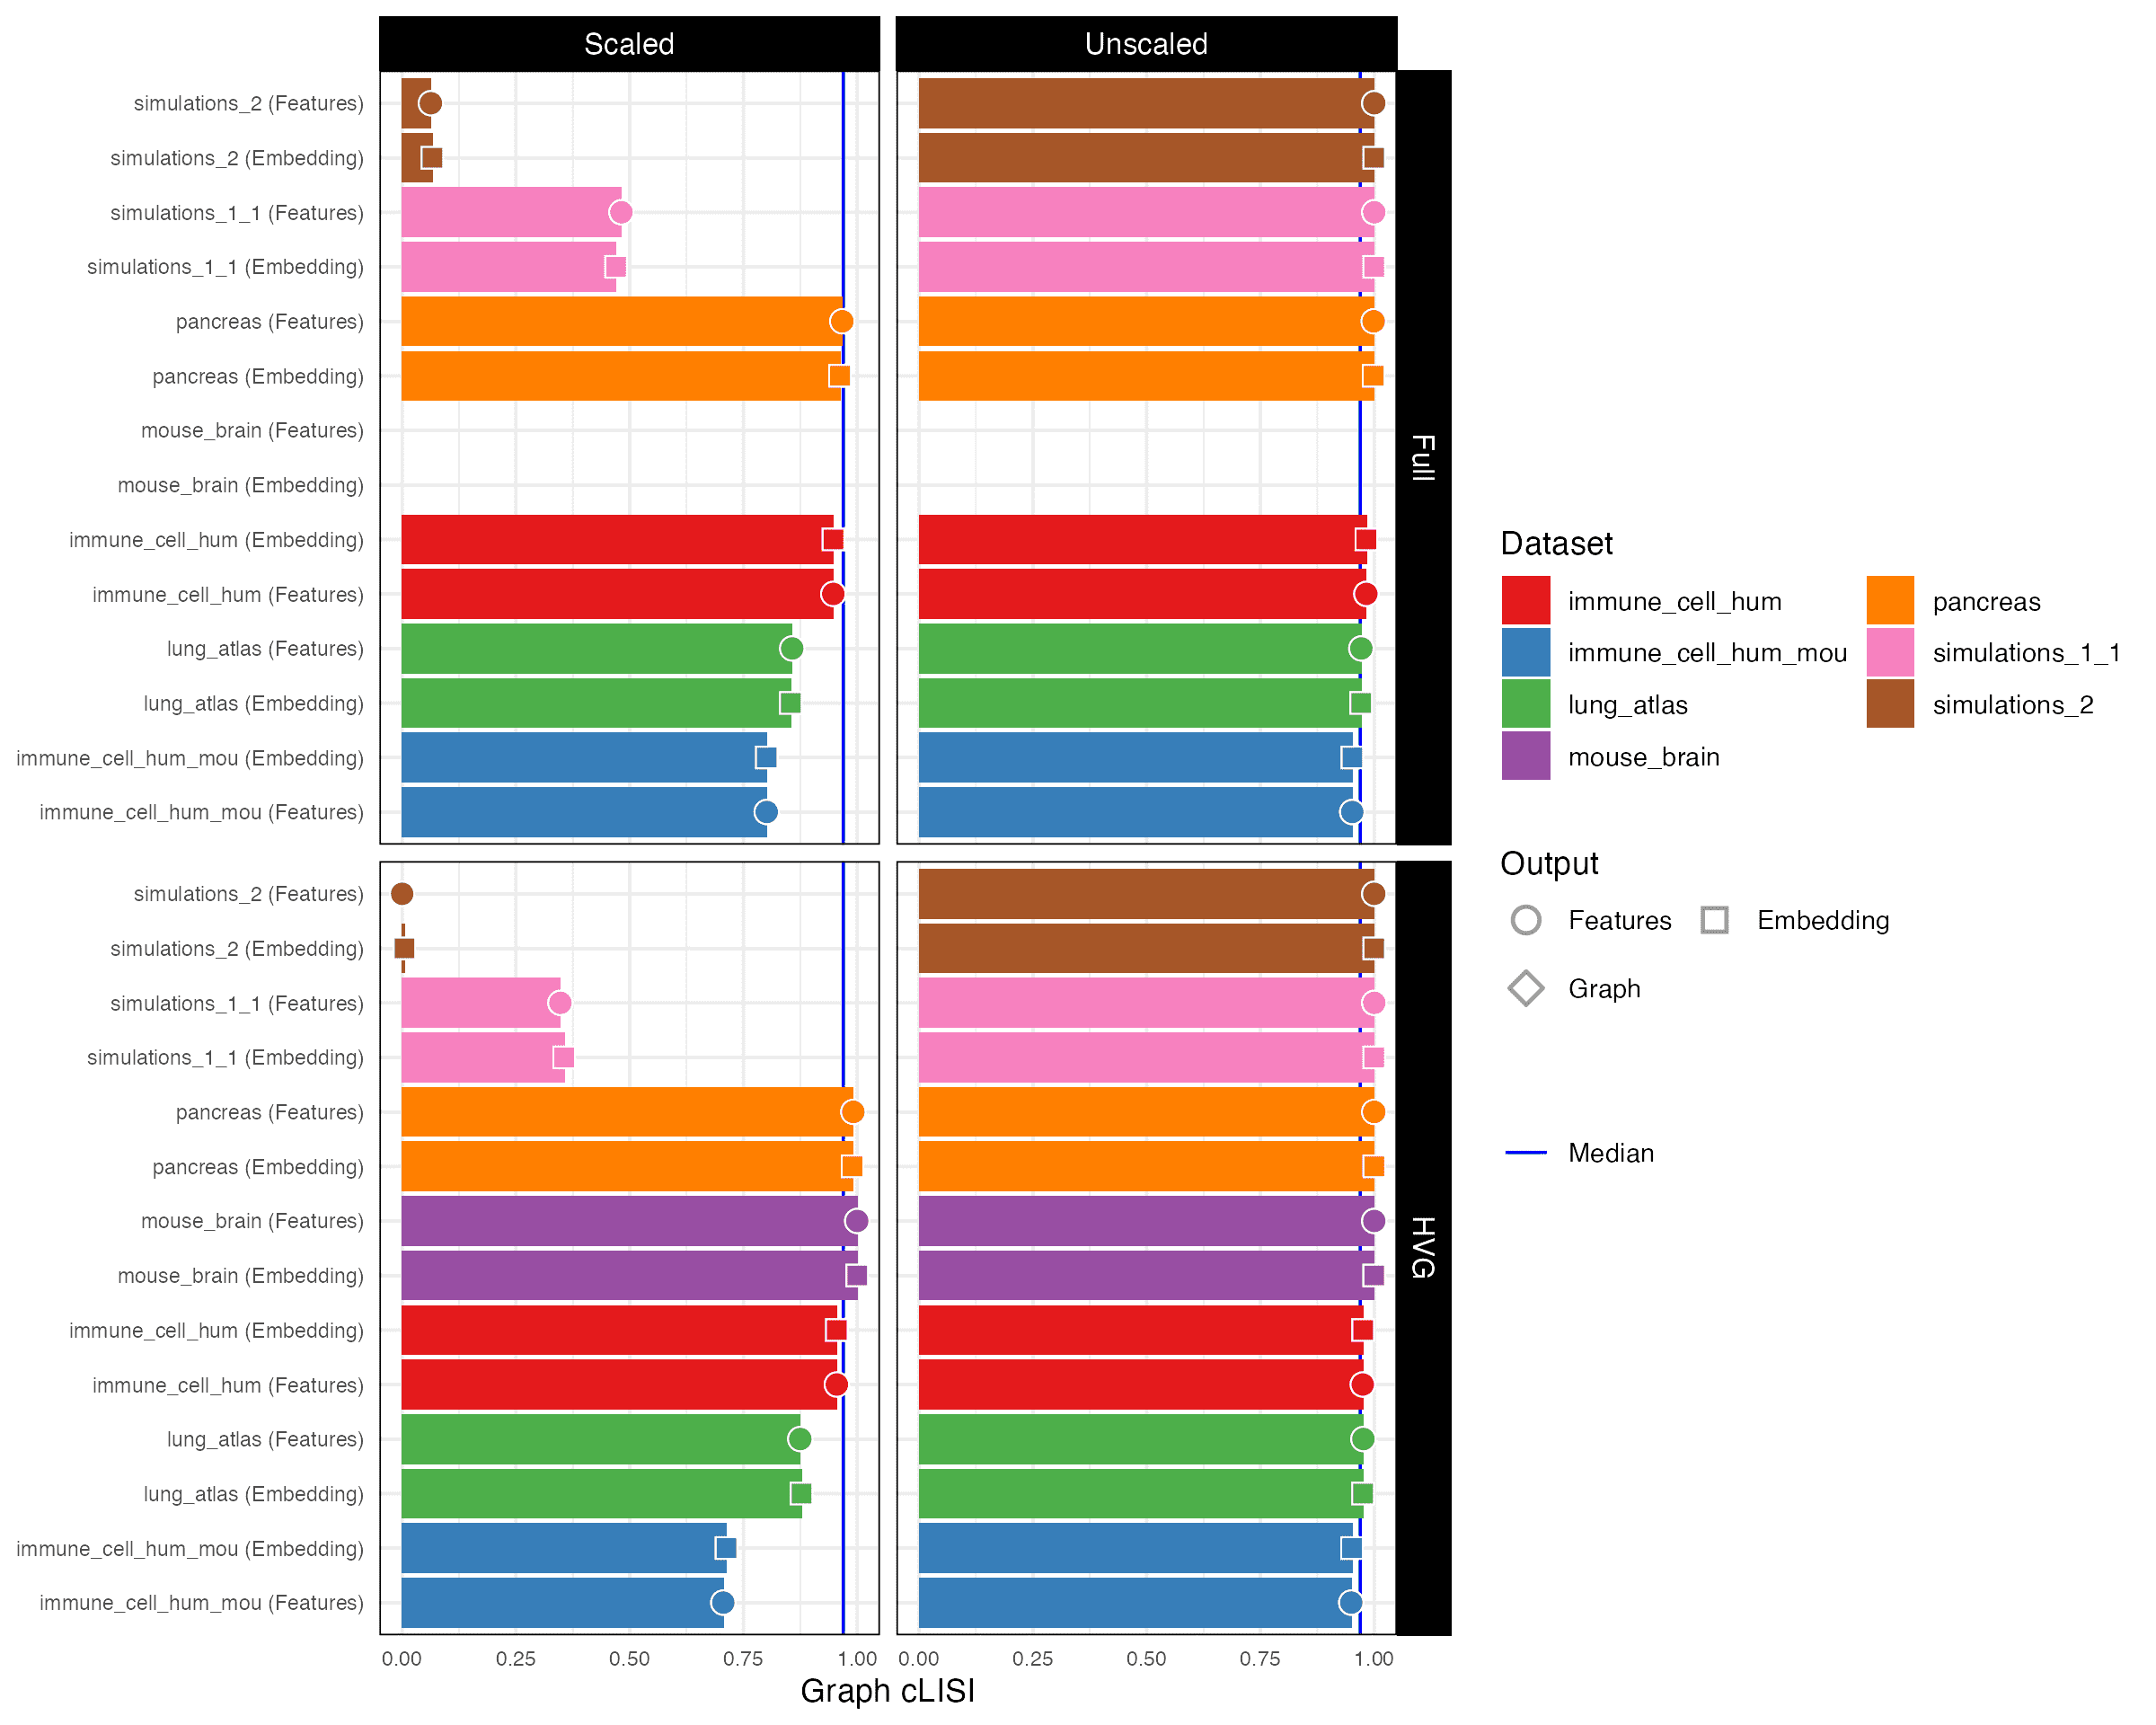 Scaled
Unscaled
simulations_2 (Features)
simulations_2 (Embedding)
simulations_1_1 (Features)
simulations_1_1 (Embedding)
pancreas (Features)
pancreas (Embedding)
mouse_brain (Features)
mouse_brain (Embedding)
immune_cell_hum (Embedding)
immune_cell_hum (Features)
lung_atlas (Features)
lung_atlas (Embedding)
immune_cell_hum_mou (Embedding)
immune_cell_hum_mou (Features)
Full
simulations_2 (Features)
simulations_2 (Embedding)
simulations_1_1 (Features)
simulations_1_1 (Embedding)
pancreas (Features)
pancreas (Embedding)
mouse_brain (Features)
mouse_brain (Embedding)
immune_cell_hum (Embedding)
immune_cell_hum (Features)
lung_atlas (Features)
lung_atlas (Embedding)
immune_cell_hum_mou (Embedding)
immune_cell_hum_mou (Features)
HVG
0.00 0.25 0.50 0.75 1.00
0.00 0.25 0.50 0.75 1.00
Graph cLISI
Dataset
immune_cell_hum
immune_cell_hum_mou
lung_atlas
mouse_brain
pancreas
simulations_1_1
simulations_2
Output
Features
Embedding
Graph
Median